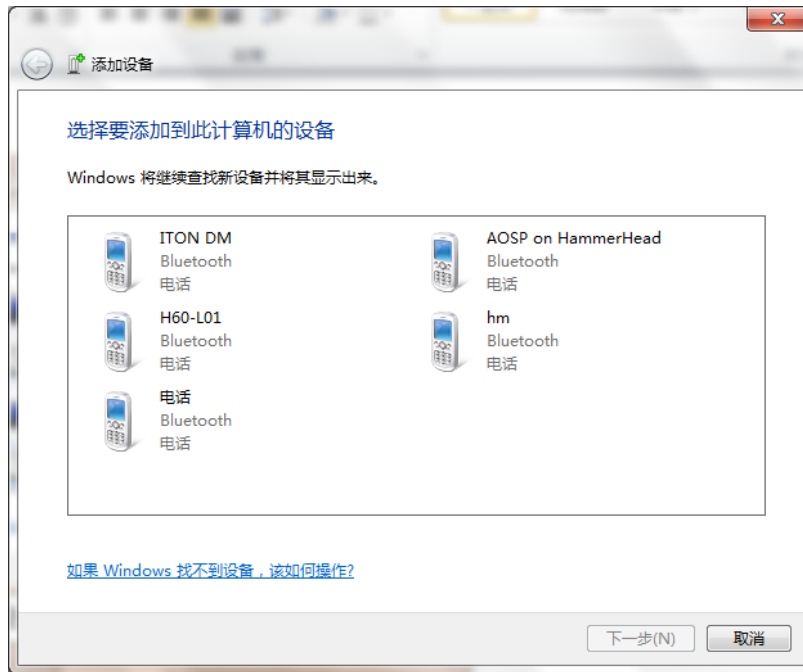 添加设备
选择要添加到此计算机的设备
Windows 将继续查找新设备并将其显示出来。
ITON DM
Bluetooth
电话
AOSP on HammerHead
Bluetooth
电话
H60-L01
Bluetooth
电话
hm
Bluetooth
电话
电话
Bluetooth
电话
如果 Windows 找不到设备，该如何操作?
下一步(N)
取消